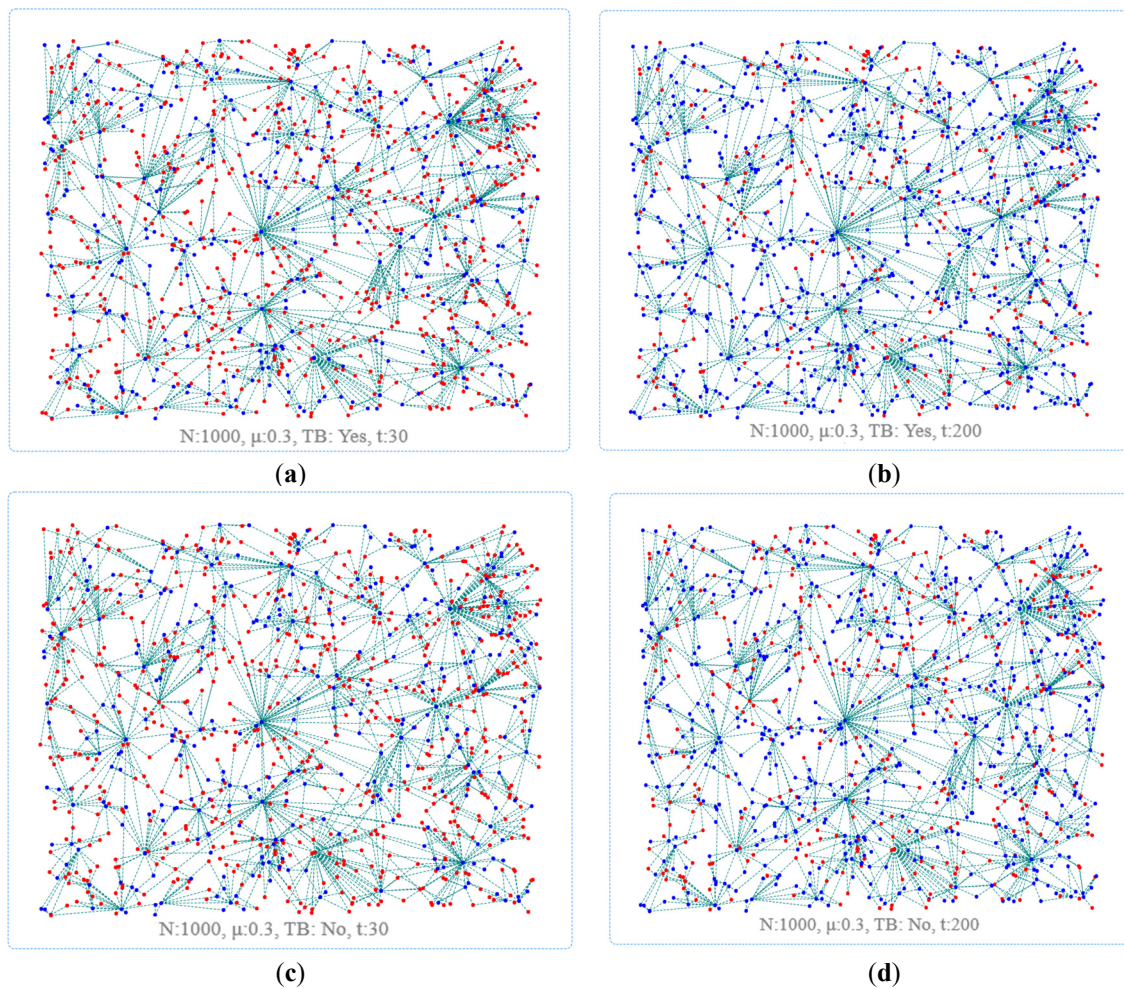 N:1000, μ:0.3, TB: Yes, t:30
N:1000, μ:0.3, TB: Yes, t:200
(a)
(b)
N:1000, μ:0.3, TB: No, t:30
N:1000, μ:0.3, TB: No, t:200
(c)
(d)